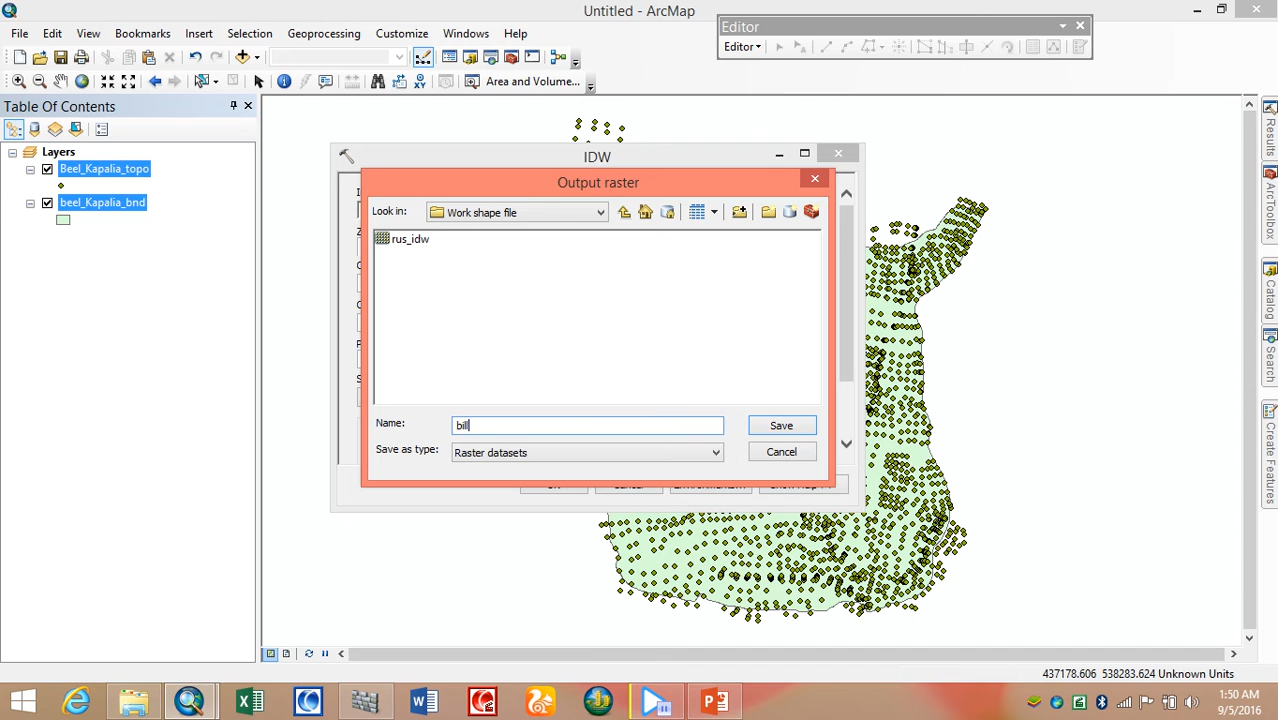 Untitled - ArcMap
File Edit View Bookmarks Insert Selection Geoprocessing Customize Windows Help
Editor
Editor
Area and Volume...
Table Of Contents
Layers
Beel_Kapalia_topo
beel_Kapalia_bnd
IDW
Output raster
Look in:
Work shape file
rus_idw
Name:
bill
Save
Save as type:
Raster datasets
Cancel
Results
ArcToolbox
Catalog
Search
Create Features
437178.606 538283.624 Unknown Units
1:50 AM
9/5/2016